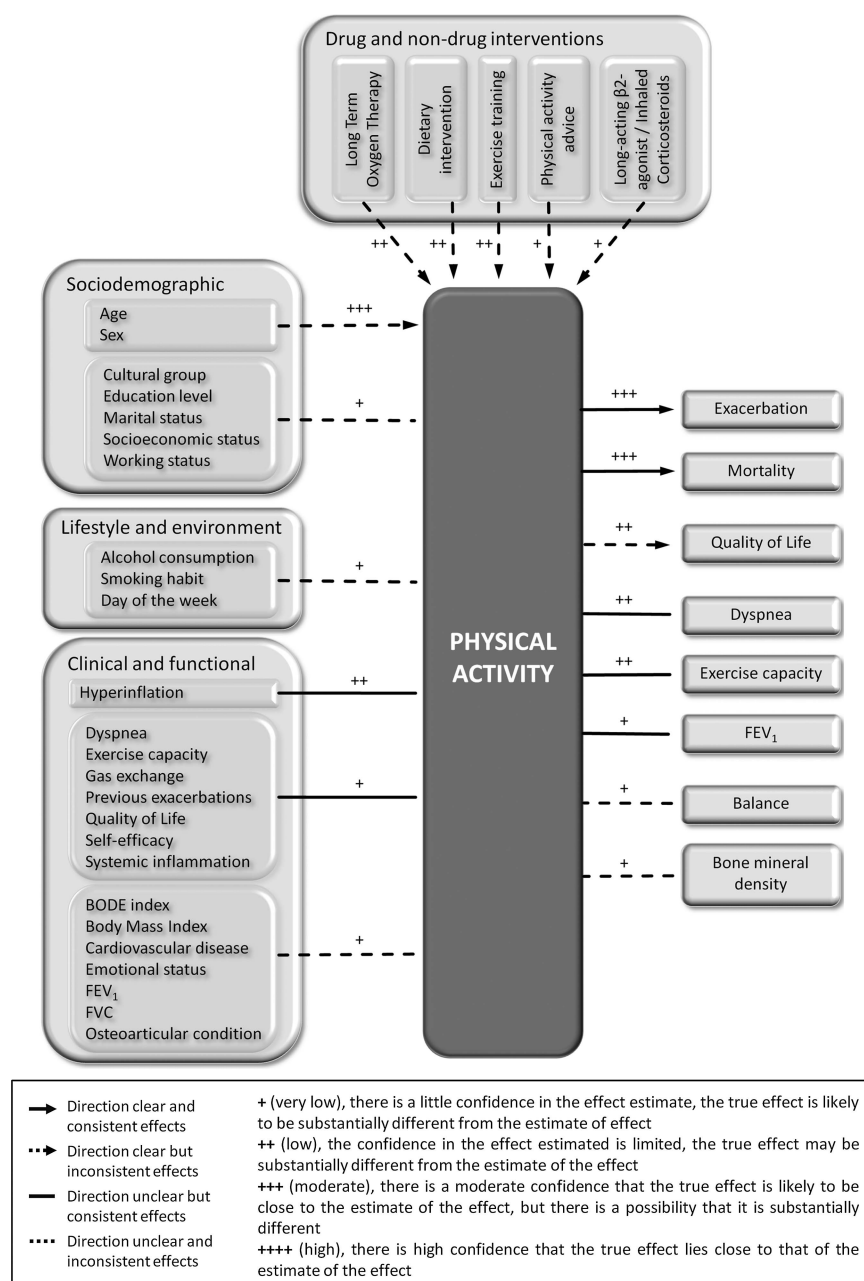 Drug and non-drug interventions
Long Term
Oxygen Therapy
Dietary
intervention
Exercise training
Physical activity
advice
Long-acting β2-
agonist / Inhaled
Corticosteroids
++
++
++
+
+
Sociodemographic
Age
Sex
+++
Cultural group
Education level
Marital status
Socioeconomic status
Working status
+
Lifestyle and environment
Alcohol consumption
Smoking habit
Day of the week
+
Clinical and functional
Hyperinflation
++
Dyspnea
Exercise capacity
Gas exchange
Previous exacerbations
Quality of Life
Self-efficacy
Systemic inflammation
+
BODE index
Body Mass Index
Cardiovascular disease
Emotional status
FEV₁
FVC
Osteoarticular condition
+
PHYSICAL
ACTIVITY
+++
Exacerbation
+++
Mortality
++
Quality of Life
++
Dyspnea
++
Exercise capacity
+
FEV₁
+
Balance
+
Bone mineral
density
Direction clear and
consistent effects
Direction clear but
inconsistent effects
Direction unclear but
consistent effects
Direction unclear and
inconsistent effects
+ (very low), there is a little confidence in the effect estimate, the true effect is likely
to be substantially different from the estimate of effect
++ (low), the confidence in the effect estimated is limited, the true effect may be
substantially different from the estimate of the effect
+++ (moderate), there is a moderate confidence that the true effect is likely to be
close to the estimate of the effect, but there is a possibility that it is substantially
different
++++ (high), there is high confidence that the true effect lies close to that of the
estimate of the effect